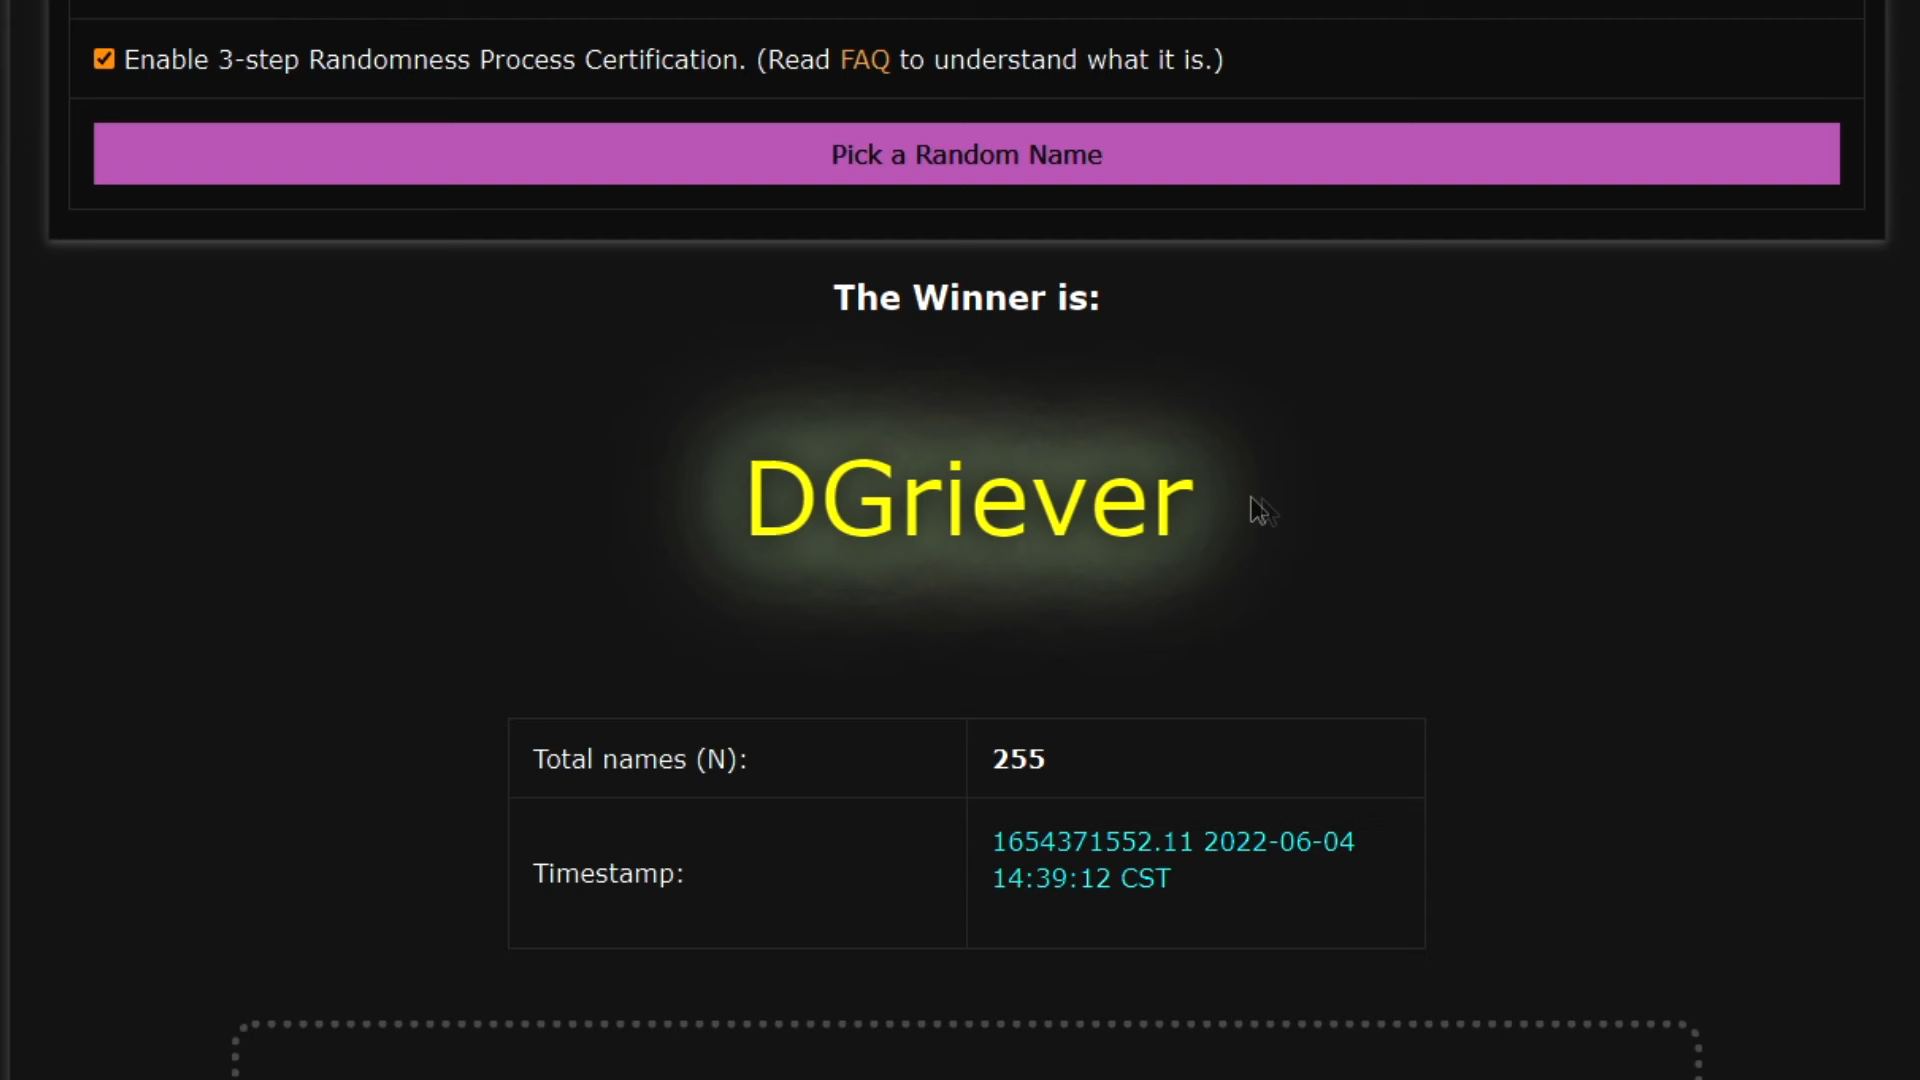 Enable 3-step Randomness Process Certification. (Read FAQ to understand what it is.)
Pick a Random Name
The Winner is:
DGriever
Total names (N): 255
Timestamp: 1654371552.11 2022-06-04
14:39:12 CST